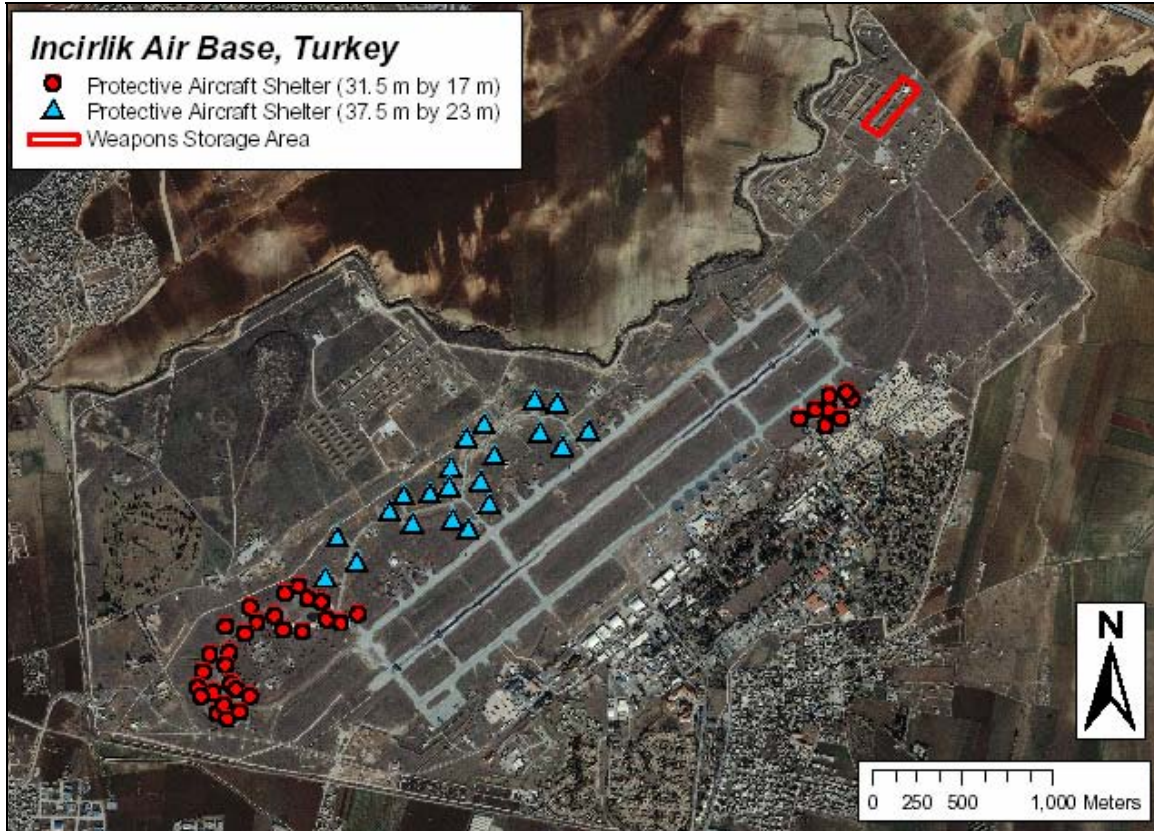 Incirlik Air Base, Turkey
Protective Aircraft Shelter (31.5 m by 17 m)
Protective Aircraft Shelter (37.5 m by 23 m)
Weapons Storage Area
N
0 250 500 1,000 Meters